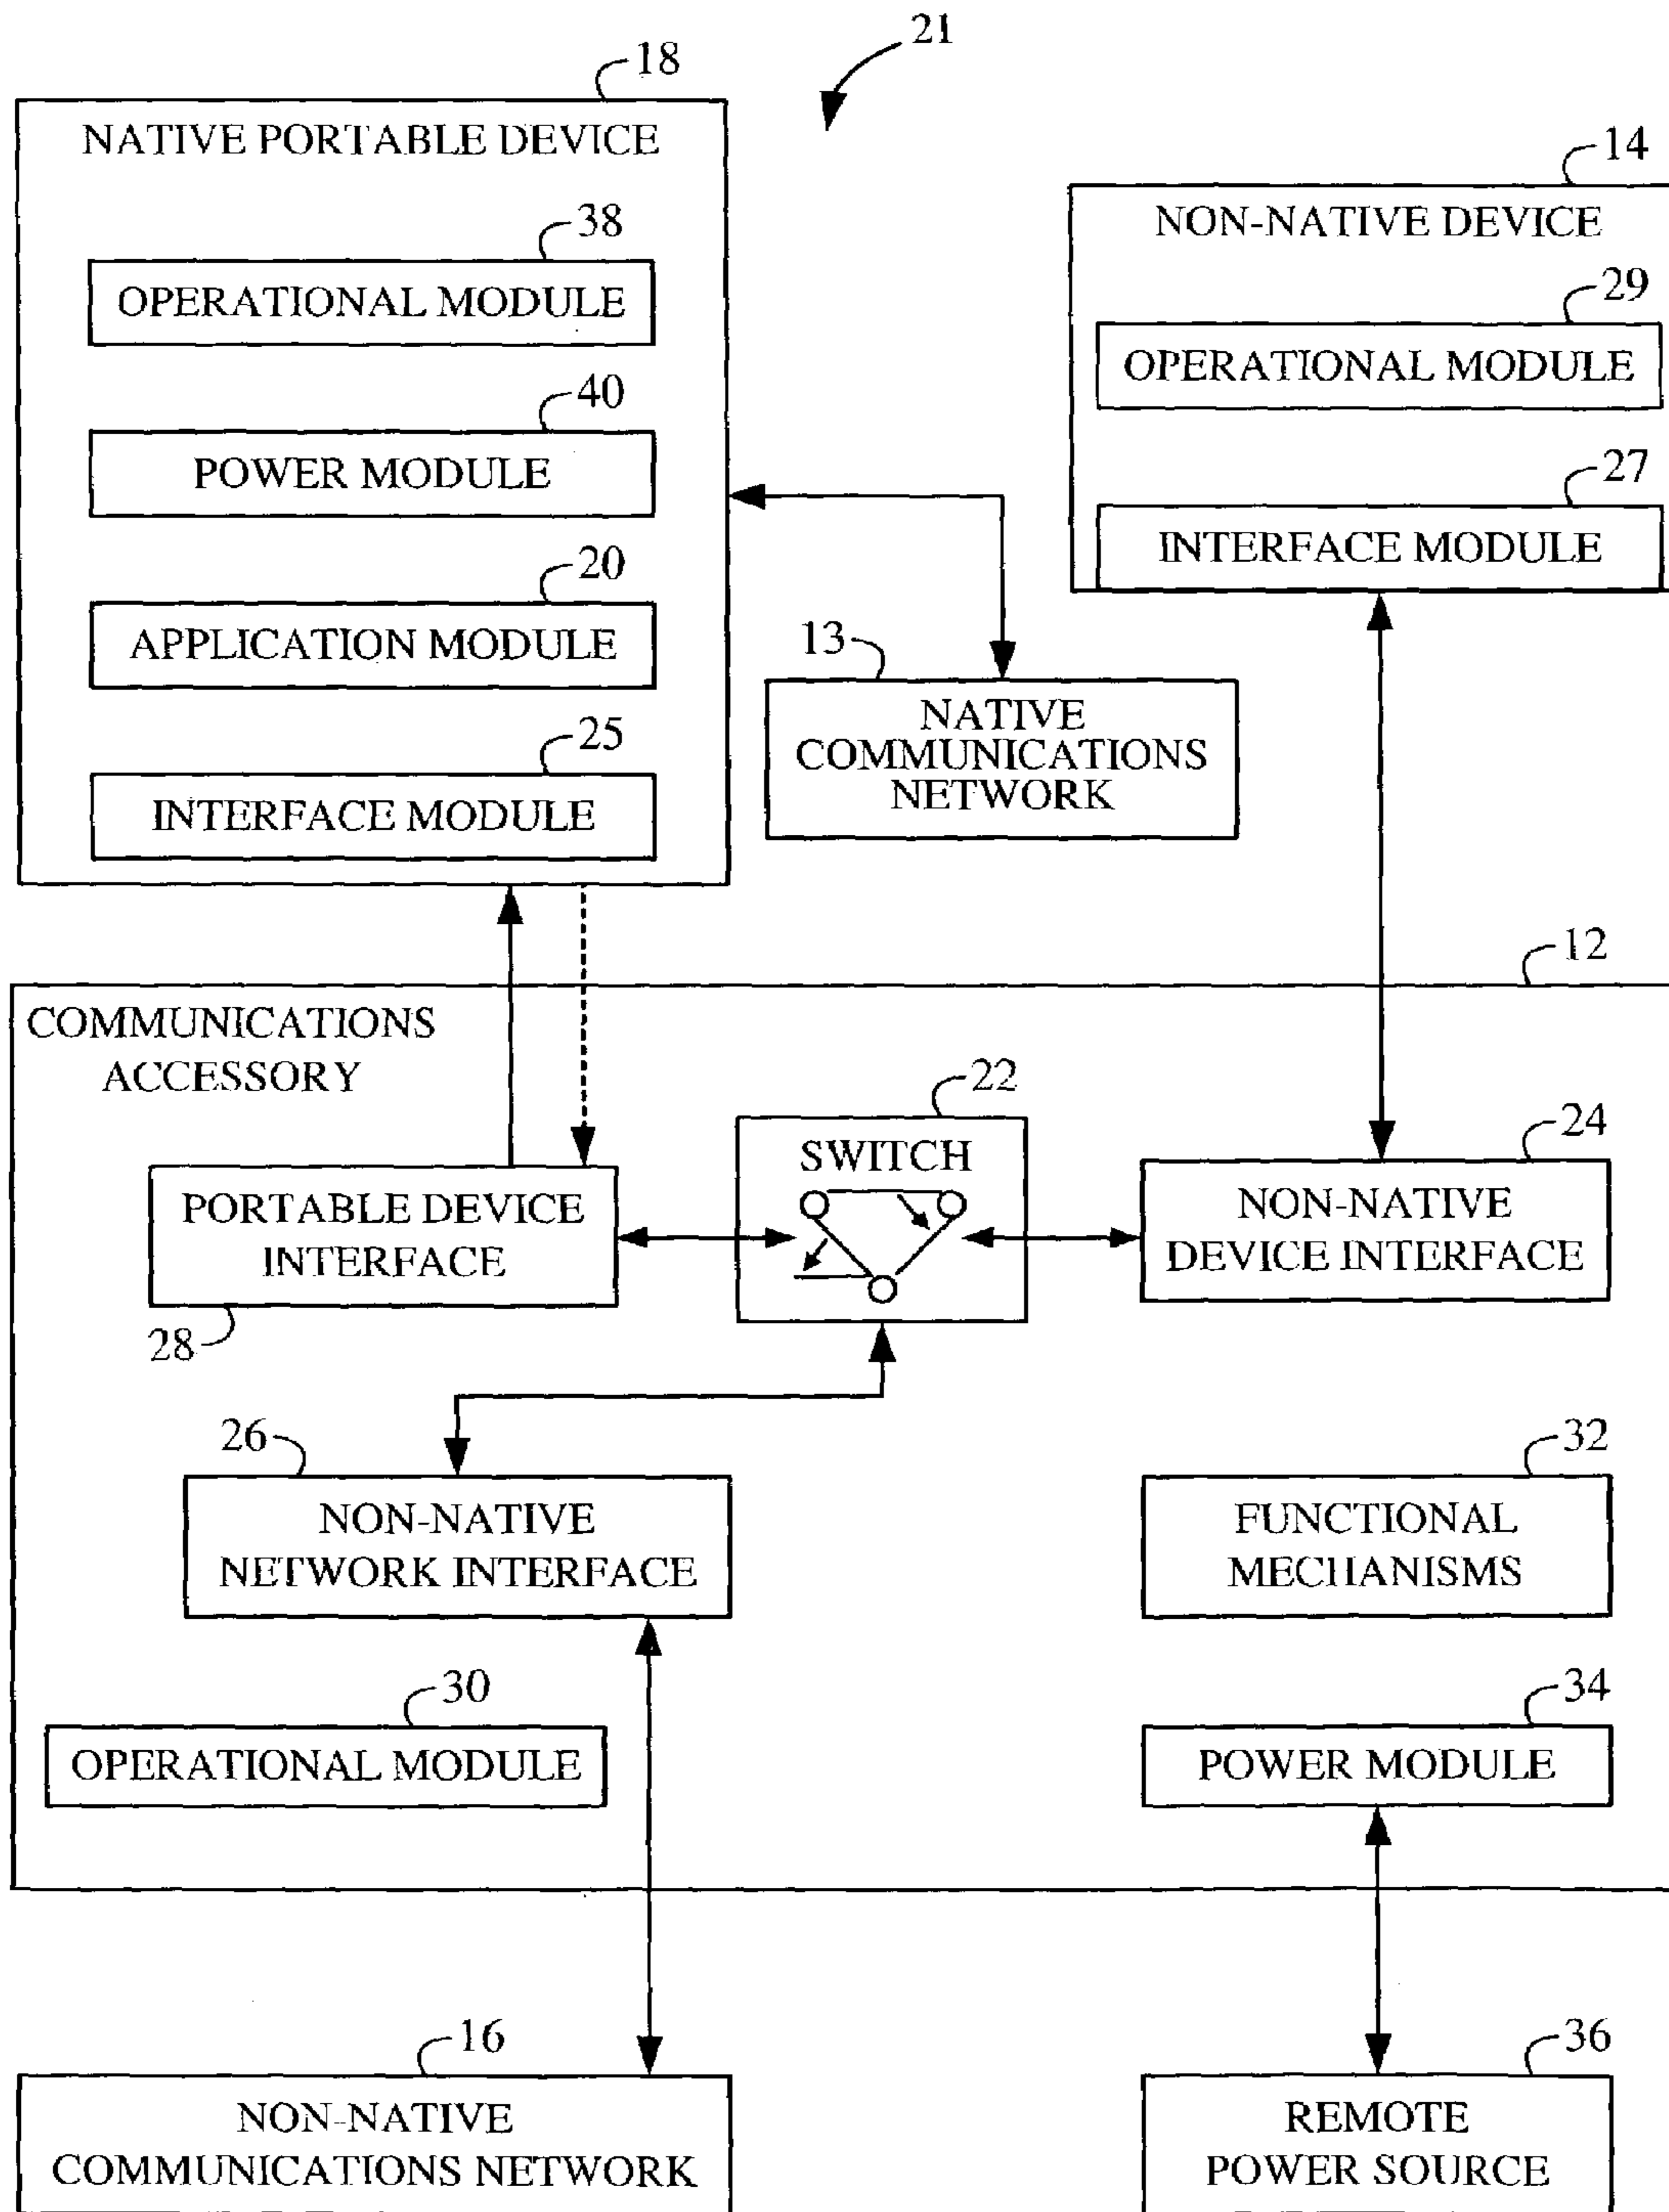 21
18
NATIVE PORTABLE DEVICE
38
OPERATIONAL MODULE
40
POWER MODULE
20
APPLICATION MODULE
25
INTERFACE MODULE
14
NON-NATIVE DEVICE
29
OPERATIONAL MODULE
27
INTERFACE MODULE
13
NATIVE
COMMUNICATIONS
NETWORK
12
COMMUNICATIONS
ACCESSORY
22
SWITCH
24
NON-NATIVE
DEVICE INTERFACE
PORTABLE DEVICE
INTERFACE
28
26
NON-NATIVE
NETWORK INTERFACE
32
FUNCTIONAL
MECHANISMS
30
OPERATIONAL MODULE
34
POWER MODULE
16
NON-NATIVE
COMMUNICATIONS NETWORK
36
REMOTE
POWER SOURCE